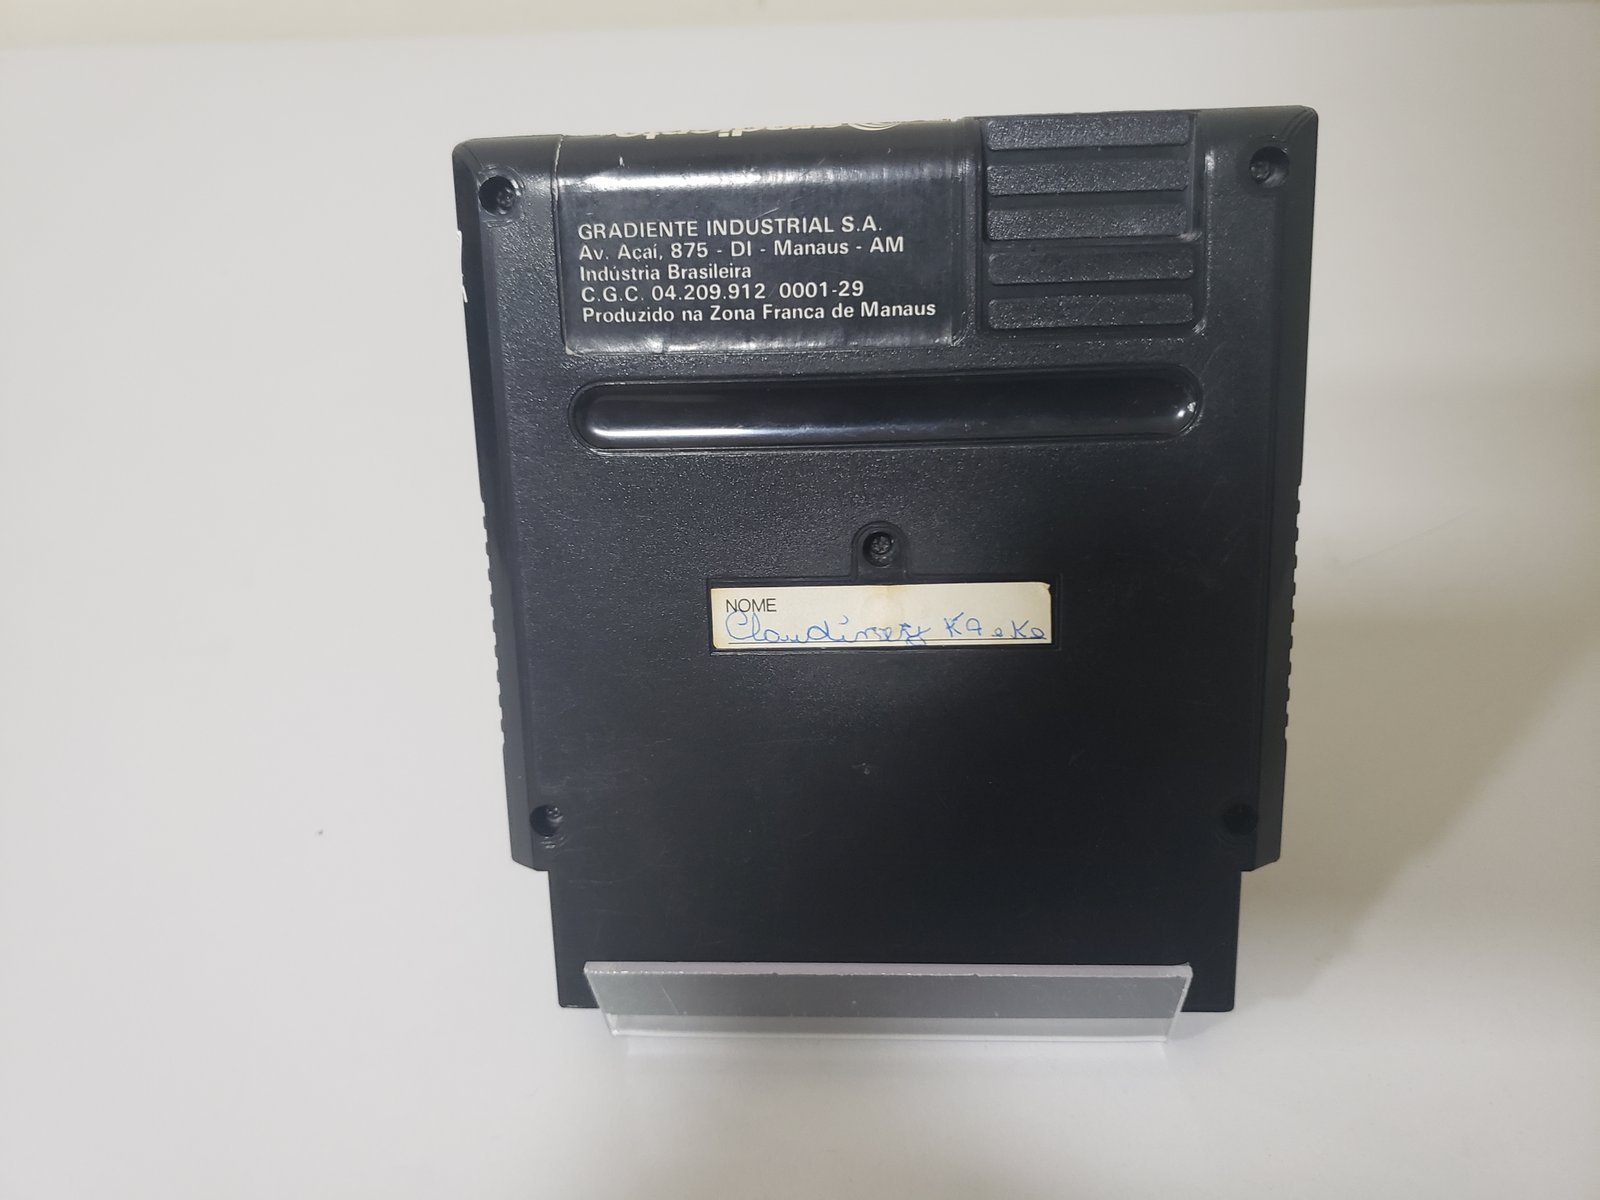 gradiente
GRADIENTE INDUSTRIAL S.A.
Av. Açaí, 875 - DI - Manaus - AM
Indústria Brasileira
C.G.C. 04.209.912 0001-29
Produzido na Zona Franca de Manaus
NOME